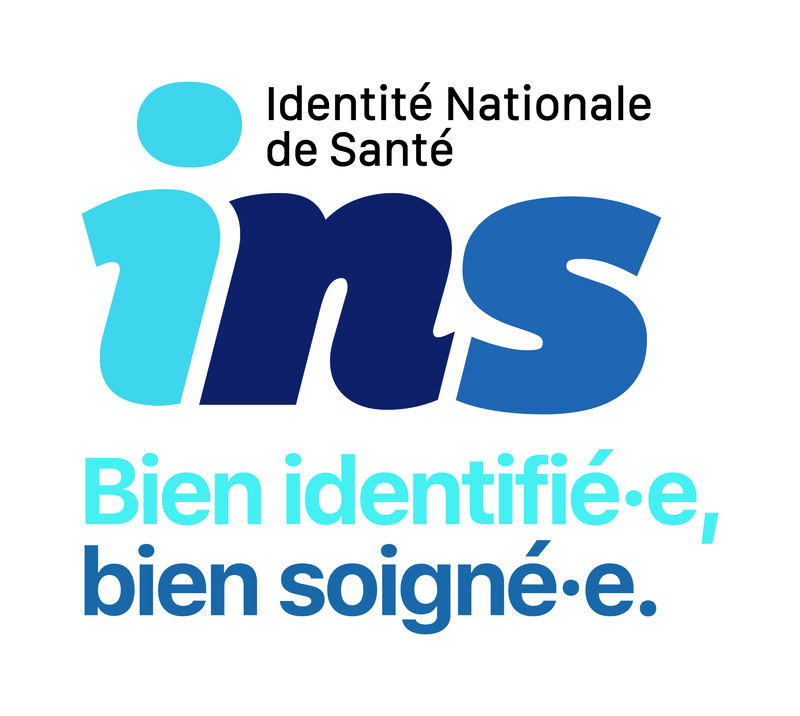 Identité Nationale
de Santé
ins
Bien identifié·e,
bien soigné·e.